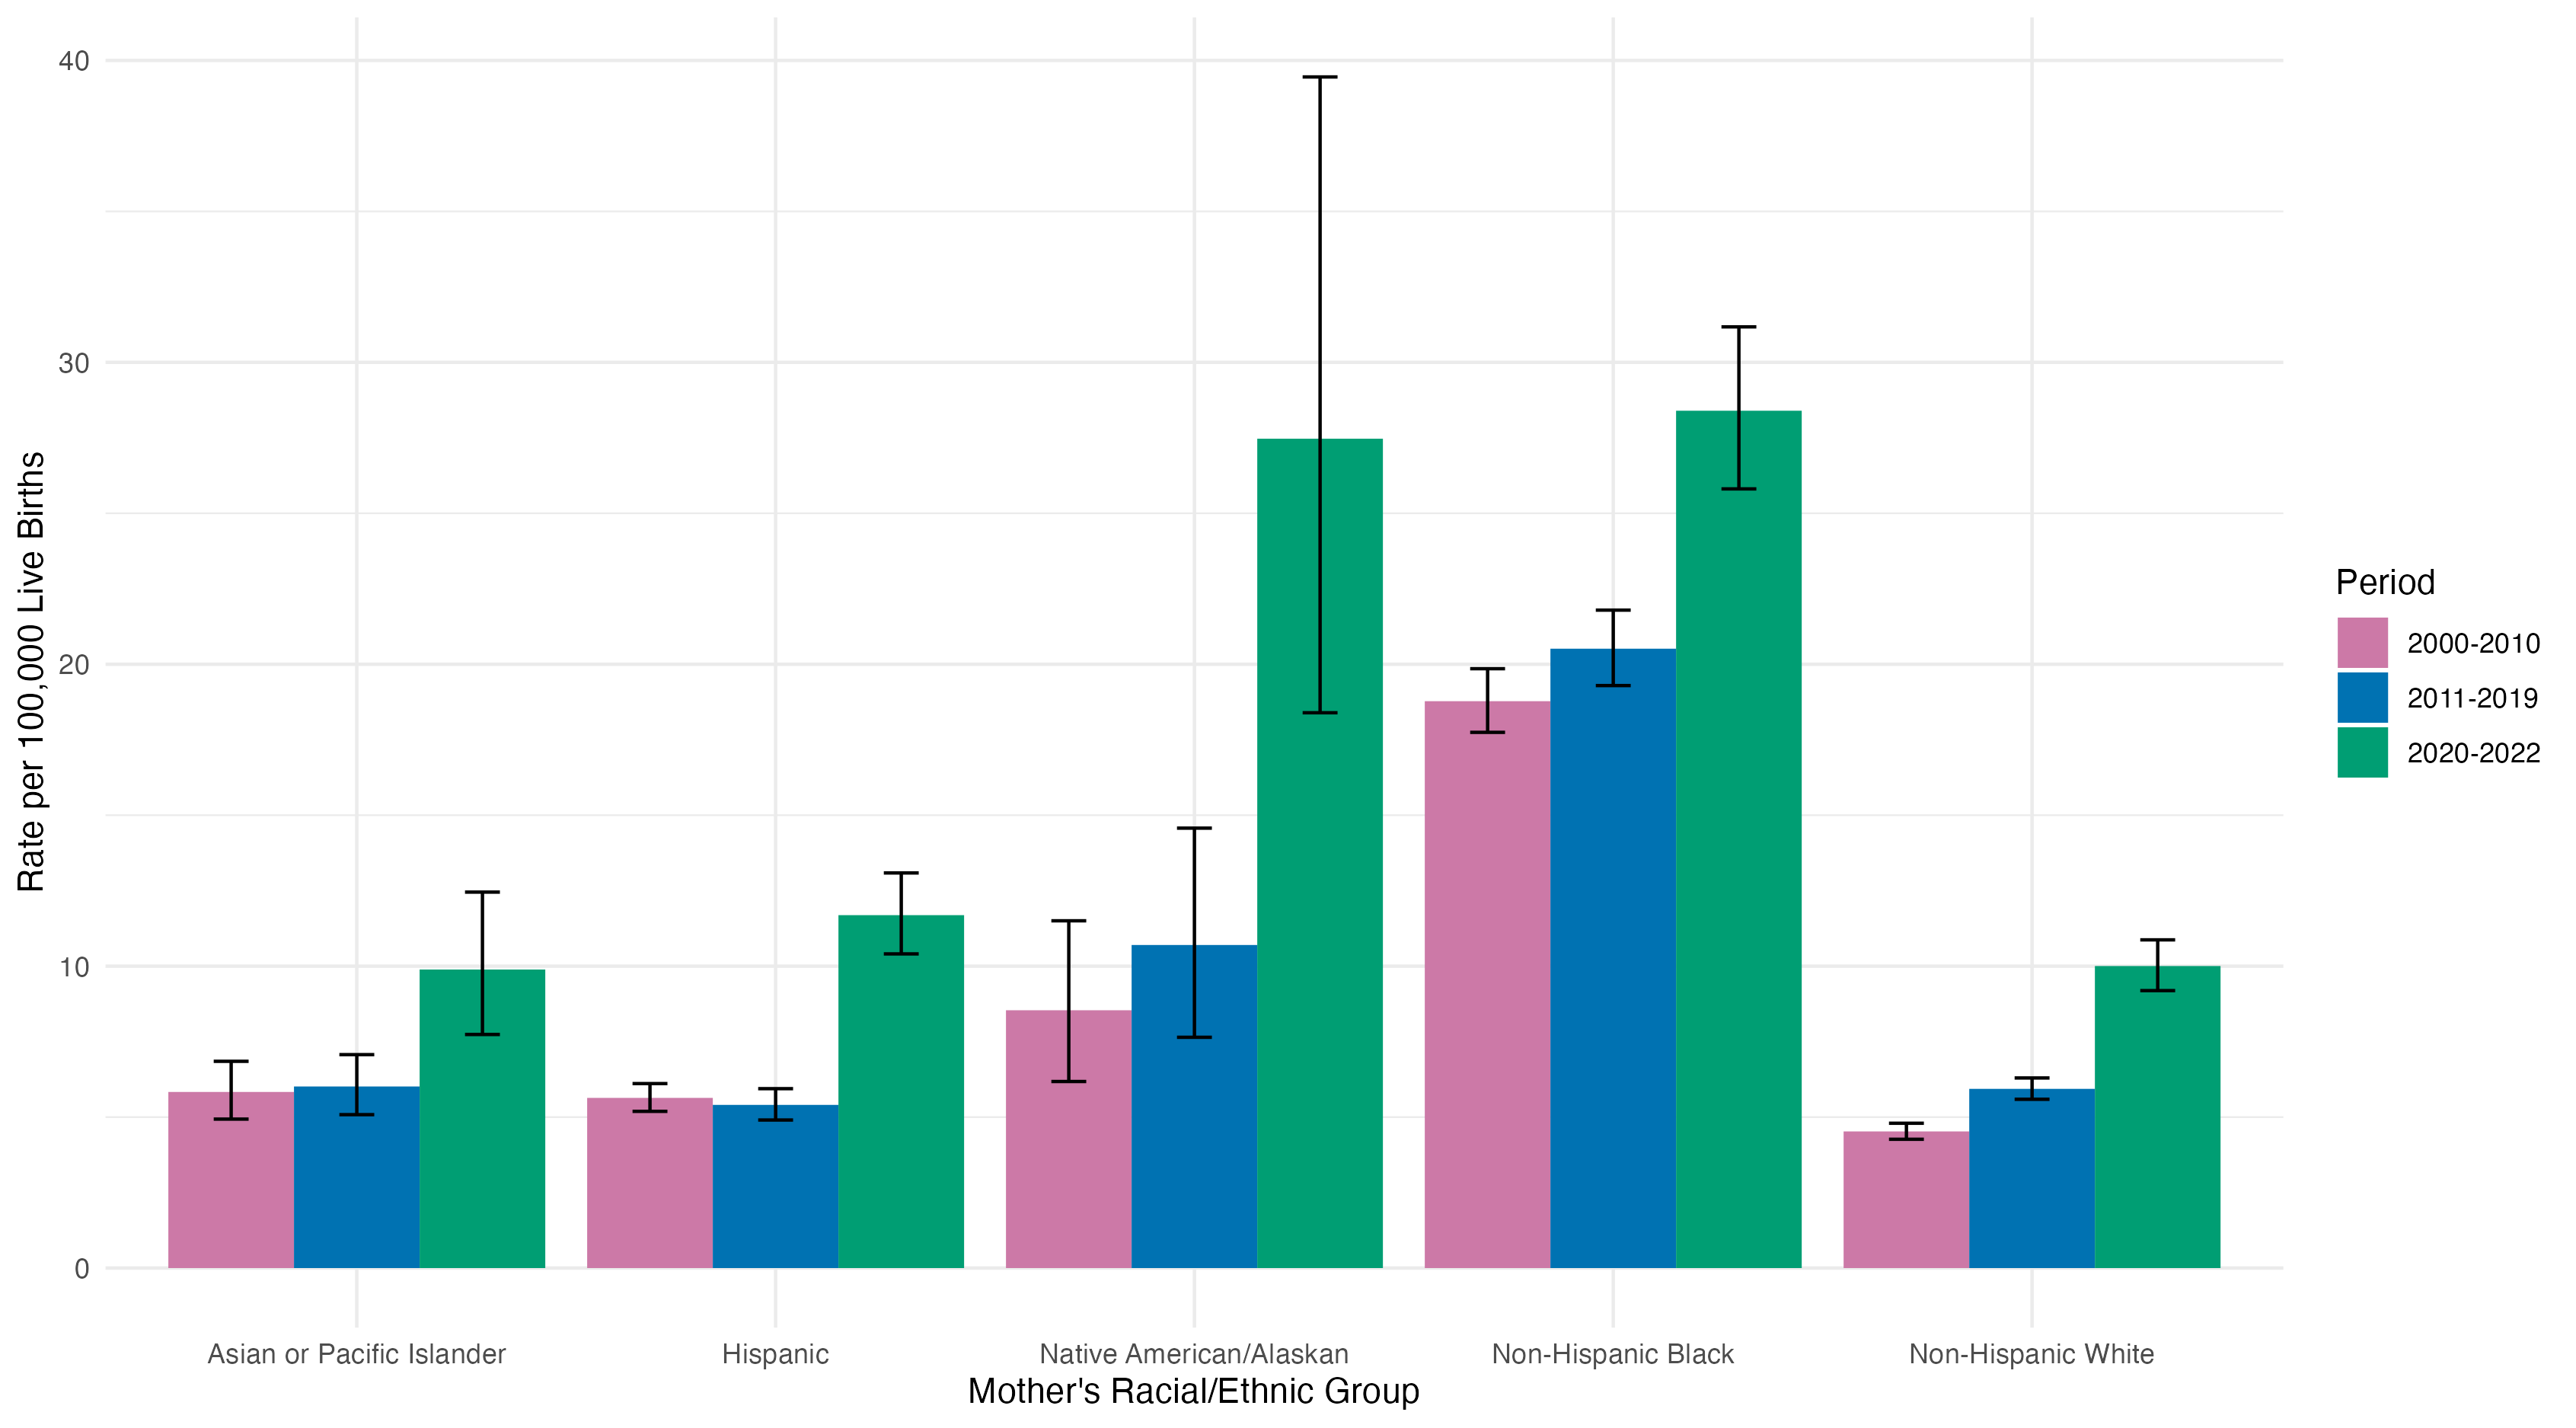 40
30
20
10
0
Rate per 100,000 Live Births
Asian or Pacific Islander
Hispanic
Native American/Alaskan
Non-Hispanic Black
Non-Hispanic White
Mother's Racial/Ethnic Group
Period
2000-2010
2011-2019
2020-2022